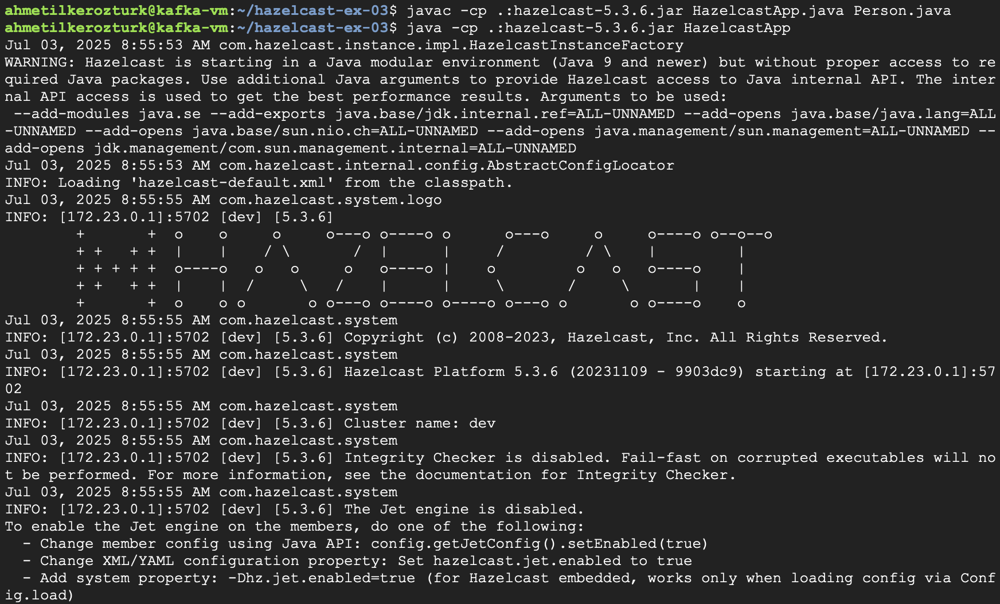 ahmetilkerozturk@kafka-vm:~/hazelcast-ex-03$ javac -cp .:hazelcast-5.3.6.jar HazelcastApp.java Person.java
ahmetilkerozturk@kafka-vm:~/hazelcast-ex-03$ java -cp .:hazelcast-5.3.6.jar HazelcastApp
Jul 03, 2025 8:55:53 AM com.hazelcast.instance.impl.HazelcastInstanceFactory
WARNING: Hazelcast is starting in a Java modular environment (Java 9 and newer) but without proper access to re
quired Java packages. Use additional Java arguments to provide Hazelcast access to Java internal API. The inter
nal API access is used to get the best performance results. Arguments to be used:
 --add-modules java.se --add-exports java.base/jdk.internal.ref=ALL-UNNAMED --add-opens java.base/java.lang=ALL
-UNNAMED --add-opens java.base/sun.nio.ch=ALL-UNNAMED --add-opens java.management/sun.management=ALL-UNNAMED --
add-opens jdk.management/com.sun.management.internal=ALL-UNNAMED
Jul 03, 2025 8:55:53 AM com.hazelcast.internal.config.AbstractConfigLocator
INFO: Loading 'hazelcast-default.xml' from the classpath.
Jul 03, 2025 8:55:55 AM com.hazelcast.system.logo
INFO: [172.23.0.1]:5702 [dev] [5.3.6]
        +       +  o    o     o     o---o o----o o      o---o     o     o----o o--o--o
        + +   + +  |    |    / \       /  |      |     /         / \    |         |
        + + + + +  o----o   o   o     o   o----o |    o         o   o   o----o    |
        + +   + +  |    |  /     \   /    |      |     \       /     \       |    |
        +       +  o    o o       o o---o o----o o----o o---o o       o o----o    o
Jul 03, 2025 8:55:55 AM com.hazelcast.system
INFO: [172.23.0.1]:5702 [dev] [5.3.6] Copyright (c) 2008-2023, Hazelcast, Inc. All Rights Reserved.
Jul 03, 2025 8:55:55 AM com.hazelcast.system
INFO: [172.23.0.1]:5702 [dev] [5.3.6] Hazelcast Platform 5.3.6 (20231109 - 9903dc9) starting at [172.23.0.1]:57
02
Jul 03, 2025 8:55:55 AM com.hazelcast.system
INFO: [172.23.0.1]:5702 [dev] [5.3.6] Cluster name: dev
Jul 03, 2025 8:55:55 AM com.hazelcast.system
INFO: [172.23.0.1]:5702 [dev] [5.3.6] Integrity Checker is disabled. Fail-fast on corrupted executables will no
t be performed. For more information, see the documentation for Integrity Checker.
Jul 03, 2025 8:55:55 AM com.hazelcast.system
INFO: [172.23.0.1]:5702 [dev] [5.3.6] The Jet engine is disabled.
To enable the Jet engine on the members, do one of the following:
  - Change member config using Java API: config.getJetConfig().setEnabled(true)
  - Change XML/YAML configuration property: Set hazelcast.jet.enabled to true
  - Add system property: -Dhz.jet.enabled=true (for Hazelcast embedded, works only when loading config via Conf
ig.load)